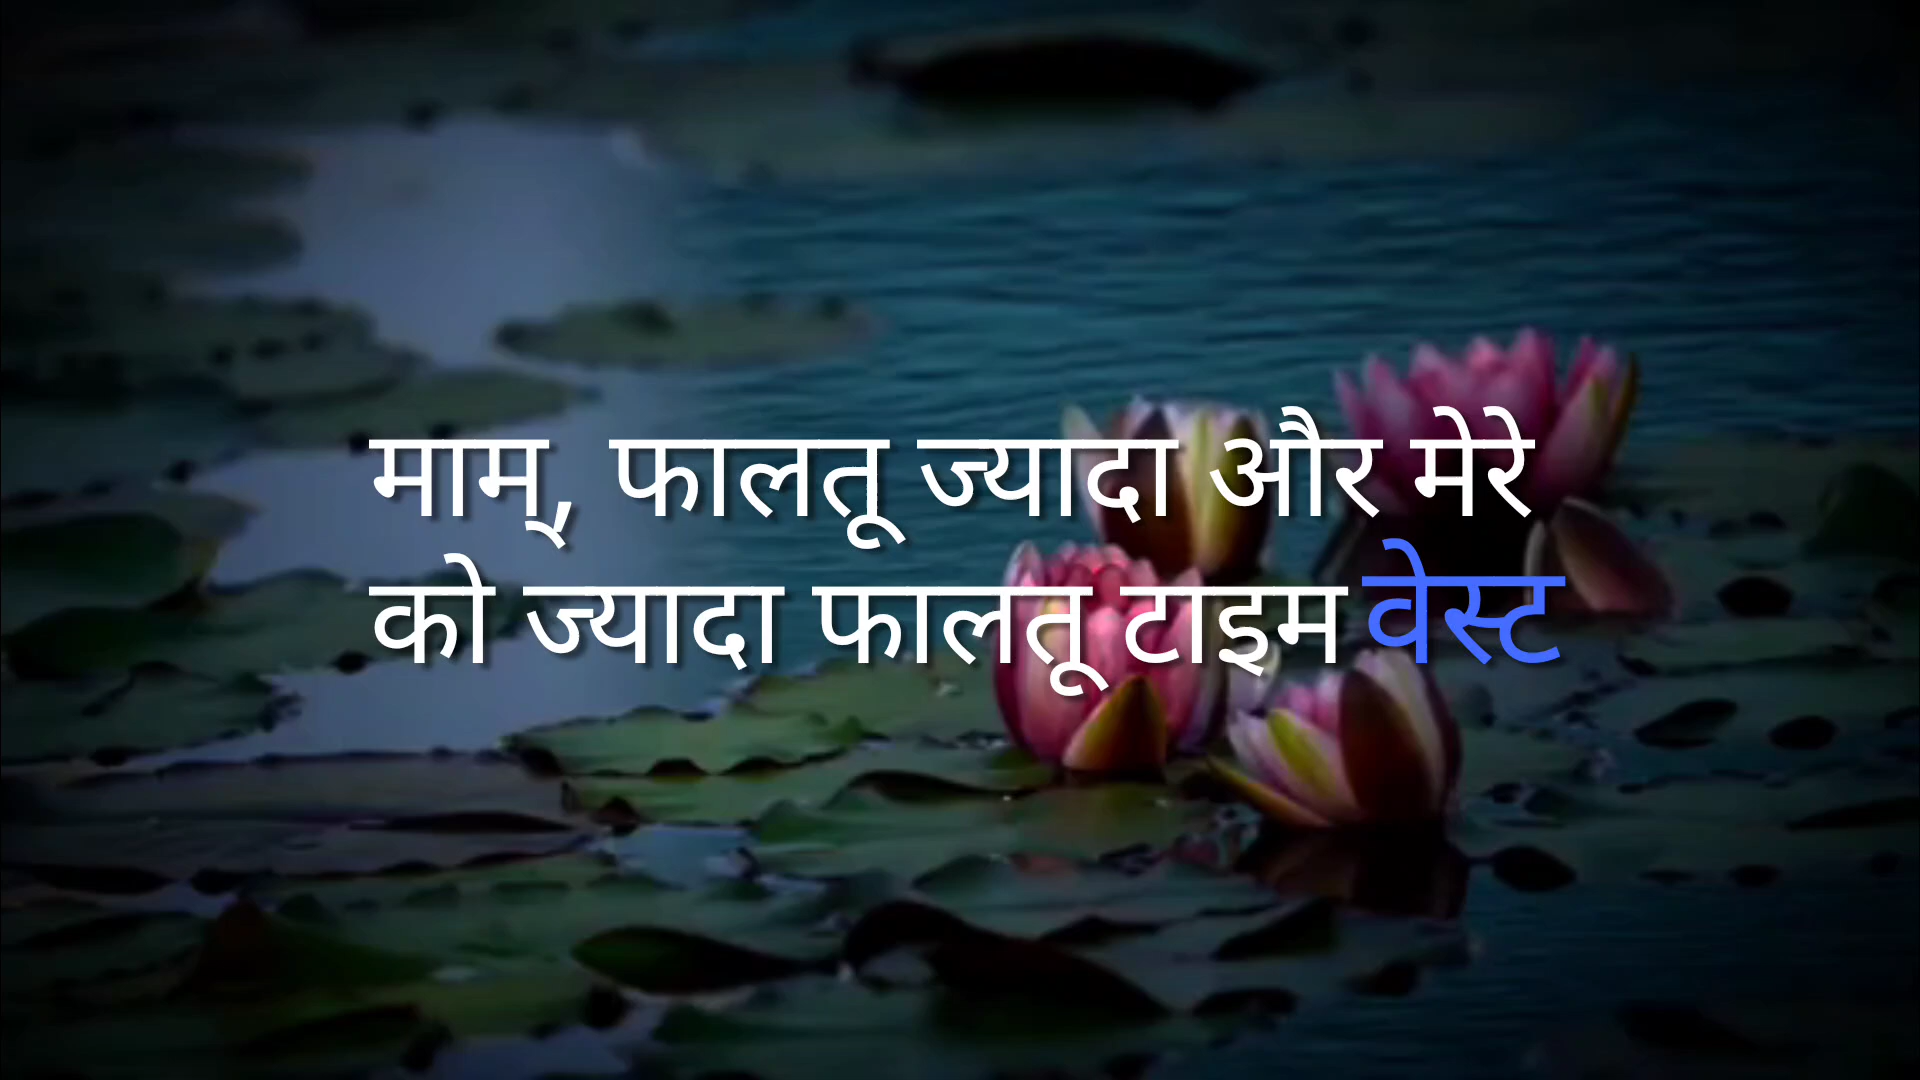 माम्, फालतू ज्यादा और मेरे
को ज्यादा फालतू टाइम वेस्ट